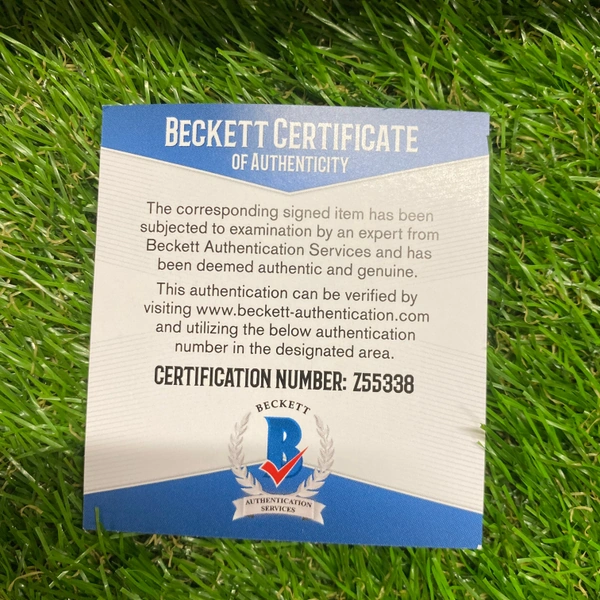 BECKETT CERTIFICATE
OF AUTHENTICITY
The corresponding signed item has been
subjected to examination by an expert from
Beckett Authentication Services and has
been deemed authentic and genuine.
This authentication can be verified by
visiting www.beckett-authentication.com
and utilizing the below authentication
number in the designated area.
CERTIFICATION NUMBER: Z55338
BECKETT
B
AUTHENTICATION
SERVICES